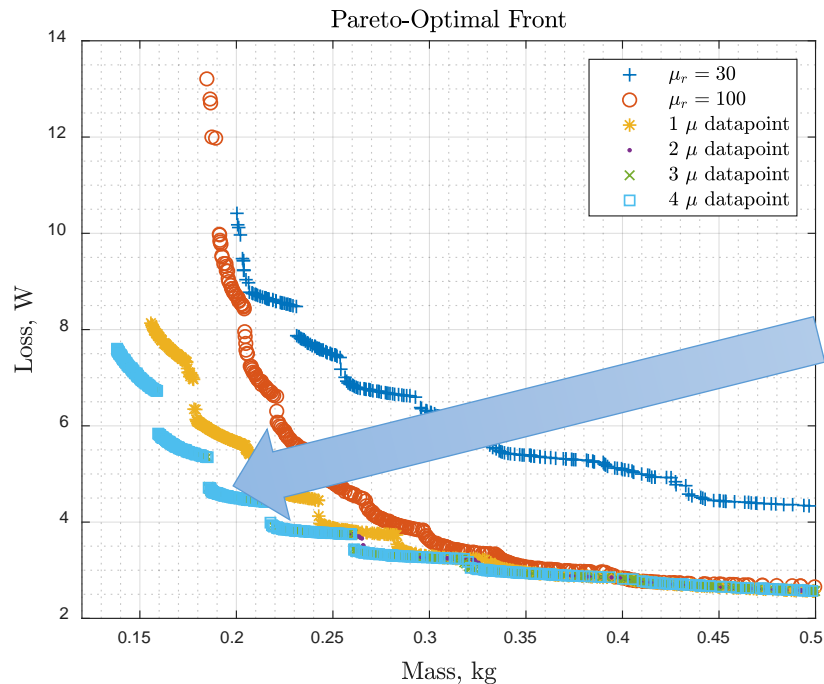 Pareto-Optimal Front
14
12
10
8
6
4
2
Loss, W
μr = 30
μr = 100
1 μ datapoint
2 μ datapoint
3 μ datapoint
4 μ datapoint
0.15 0.2 0.25 0.3 0.35 0.4 0.45 0.5
Mass, kg